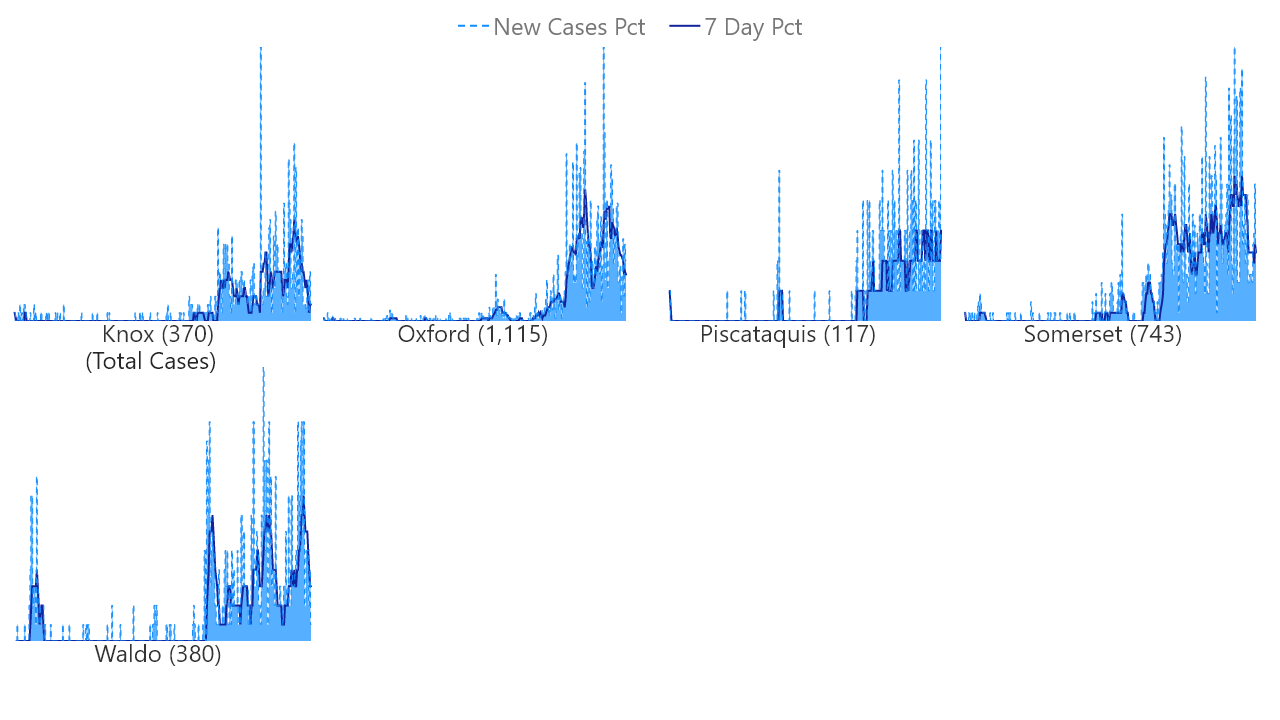 New Cases Pct 7 Day Pct
Knox (370)
(Total Cases)
Oxford (1,115)
Piscataquis (117)
Somerset (743)
Waldo (380)